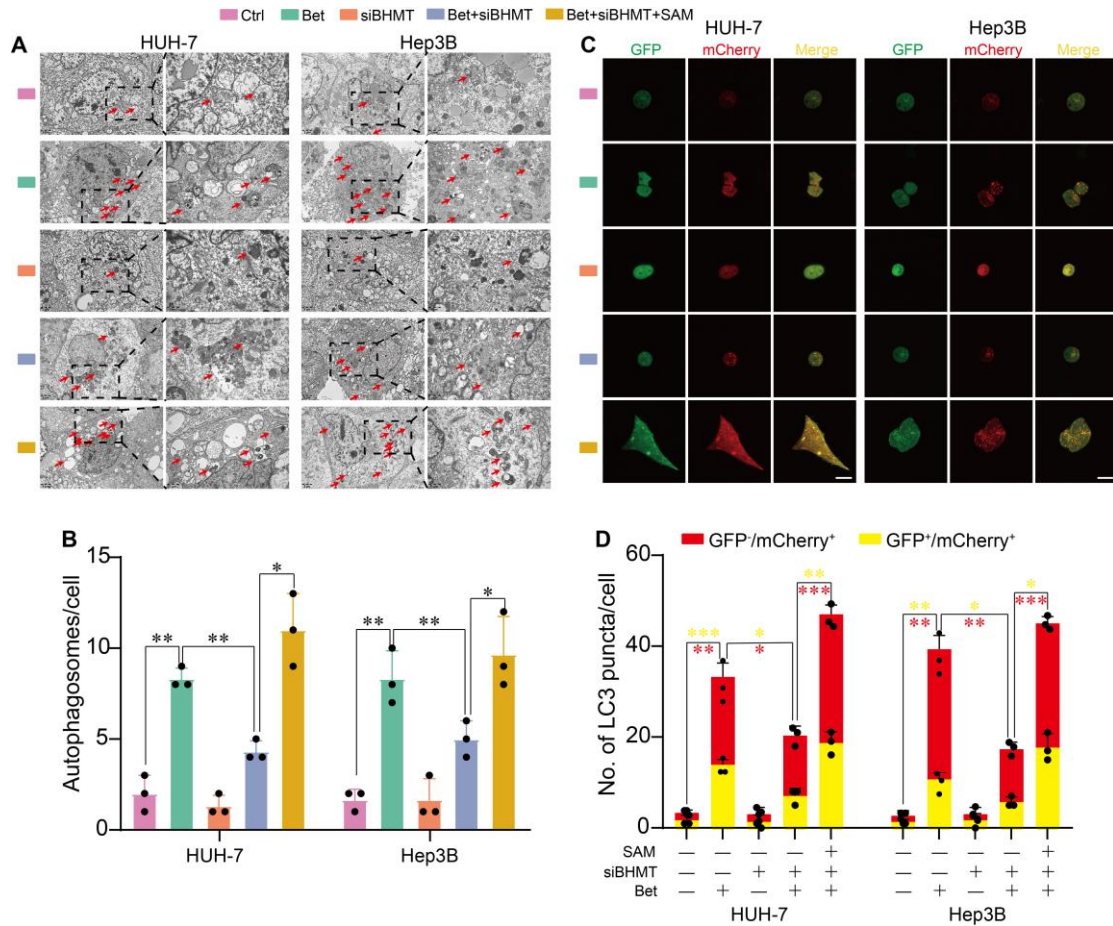 Ctrl Bet siBHMT Bet+siBHMT Bet+siBHMT+SAM
A
HUH-7 Hep3B
B
Autophagosomes/cell
15
10
5
0
** ** * ** ** *
HUH-7 Hep3B
C
HUH-7 Hep3B
GFP mCherry Merge GFP mCherry Merge
D
GFP-/mCherry+ GFP+/mCherry+
No. of LC3 puncta/cell
60
40
20
0
*** * ** ** * *
** * *** ** ** ***
SAM + +
siBHMT — — + + + — — + + +
Bet — + — + + — + — + +
HUH-7 Hep3B